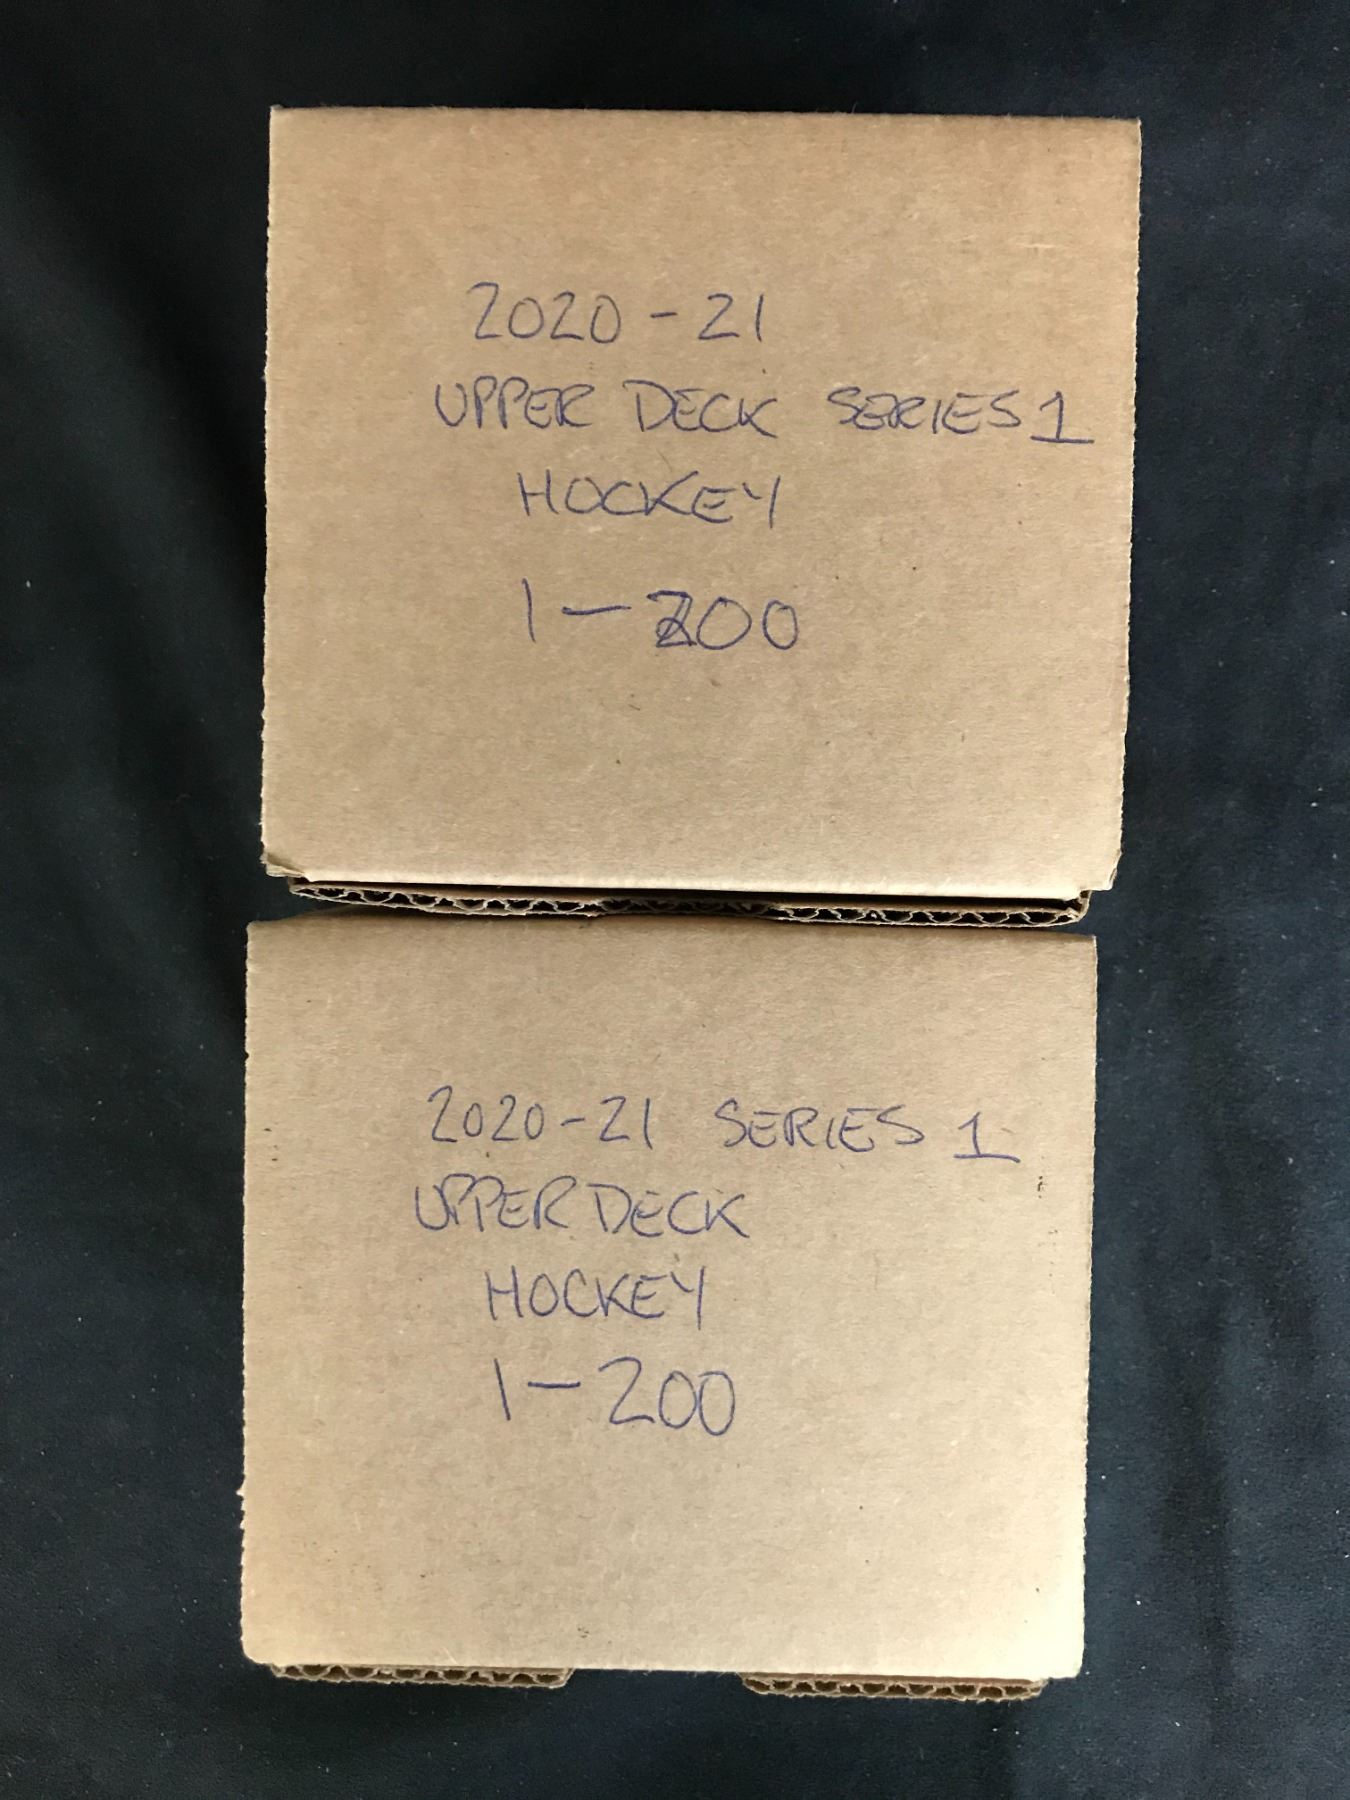 2020-21
UPPER DECK SERIES 1
HOCKEY
1-200
2020-21 SERIES 1
UPPER DECK
HOCKEY
1-200